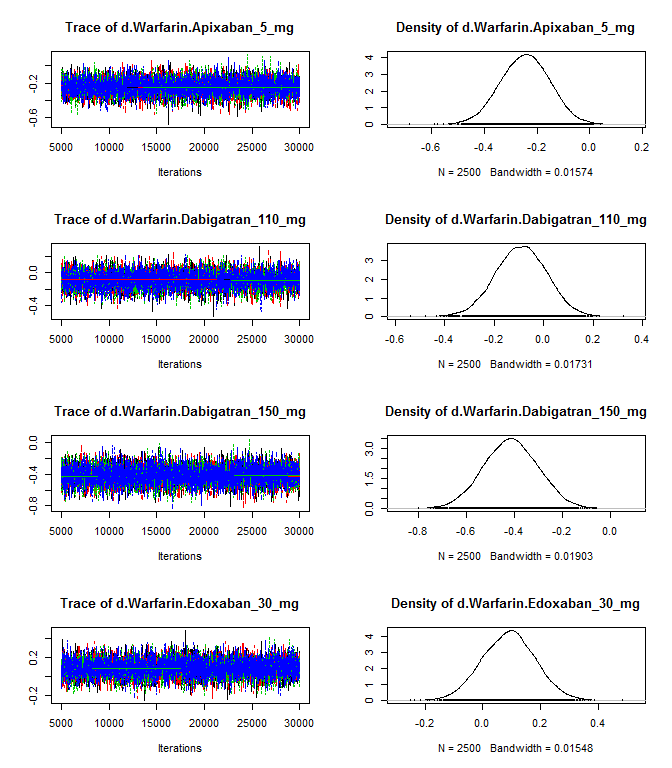 Trace of d.Warfarin.Apixaban_5_mg
-0.6 -0.2
5000 10000 15000 20000 25000 30000
Iterations
Density of d.Warfarin.Apixaban_5_mg
0 1 2 3 4
-0.6 -0.4 -0.2 0.0 0.2
N = 2500 Bandwidth = 0.01574
Trace of d.Warfarin.Dabigatran_110_mg
-0.4 0.0
5000 10000 15000 20000 25000 30000
Iterations
Density of d.Warfarin.Dabigatran_110_mg
0 1 2 3
-0.6 -0.4 -0.2 0.0 0.2 0.4
N = 2500 Bandwidth = 0.01731
Trace of d.Warfarin.Dabigatran_150_mg
-0.8 -0.4 0.0
5000 10000 15000 20000 25000 30000
Iterations
Density of d.Warfarin.Dabigatran_150_mg
0.0 1.5 3.0
-0.8 -0.6 -0.4 -0.2 0.0
N = 2500 Bandwidth = 0.01903
Trace of d.Warfarin.Edoxaban_30_mg
-0.2 0.2
5000 10000 15000 20000 25000 30000
Iterations
Density of d.Warfarin.Edoxaban_30_mg
0 1 2 3 4
-0.2 0.0 0.2 0.4
N = 2500 Bandwidth = 0.01548